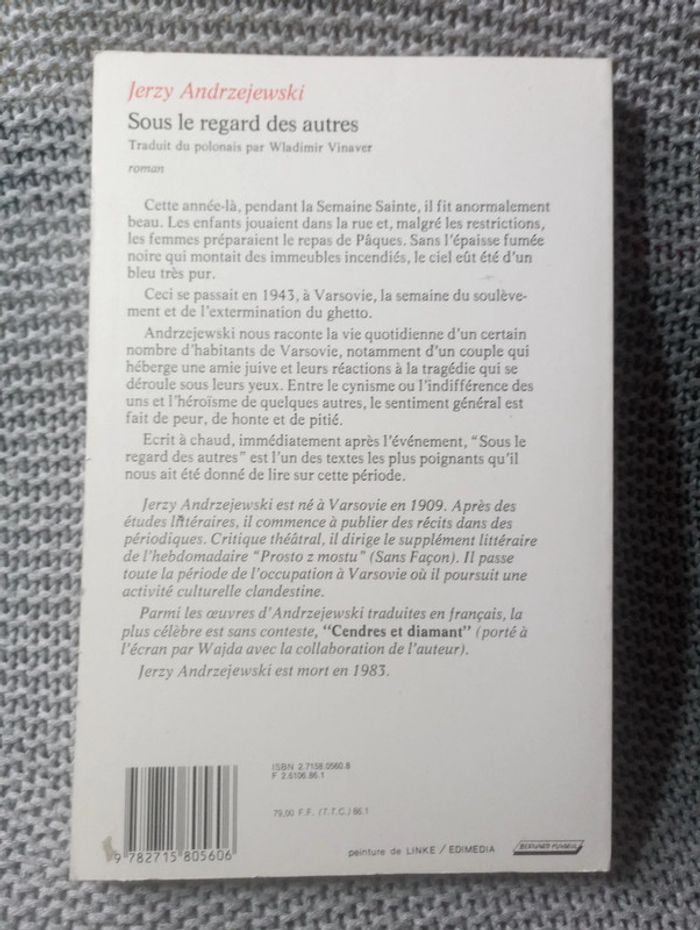 Jerzy Andrzejewski
Sous le regard des autres
Traduit du polonais par Wladimir Vinaver
roman
Cette année-là, pendant la Semaine Sainte, il fit anormalement
beau. Les enfants jouaient dans la rue et, malgré les restrictions,
les femmes préparaient le repas de Pâques. Sans l'épaisse fumée
noire qui montait des immeubles incendiés, le ciel eût été d'un
bleu très pur.
Ceci se passait en 1943, à Varsovie, la semaine du soulève-
ment et de l'extermination du ghetto.
Andrzejewski nous raconte la vie quotidienne d'un certain
nombre d'habitants de Varsovie, notamment d'un couple qui
héberge une amie juive et leurs réactions à la tragédie qui se
déroule sous leurs yeux. Entre le cynisme ou l'indifférence des
uns et l'héroïsme de quelques autres, le sentiment général est
fait de peur, de honte et de pitié.
Ecrit à chaud, immédiatement après l'événement, "Sous le
regard des autres" est l'un des textes les plus poignants qu'il
nous ait été donné de lire sur cette période.
Jerzy Andrzejewski est né à Varsovie en 1909. Après des
études littéraires, il commence à publier des récits dans des
périodiques. Critique théâtral, il dirige le supplément littéraire
de l'hebdomadaire "Prosto z mostu" (Sans Façon). Il passe
toute la période de l'occupation à Varsovie où il poursuit une
activité culturelle clandestine.
Parmi les œuvres d'Andrzejewski traduites en français, la
plus célèbre est sans conteste, "Cendres et diamant" (porté à
l'écran par Wajda avec la collaboration de l'auteur).
Jerzy Andrzejewski est mort en 1983.
ISBN 2.7158.0560.8
F 2.6106.86.1
79,00 F.F. (T.T.C.) 86.1
9 782715 805606
peinture de LINKE / EDIMEDIA